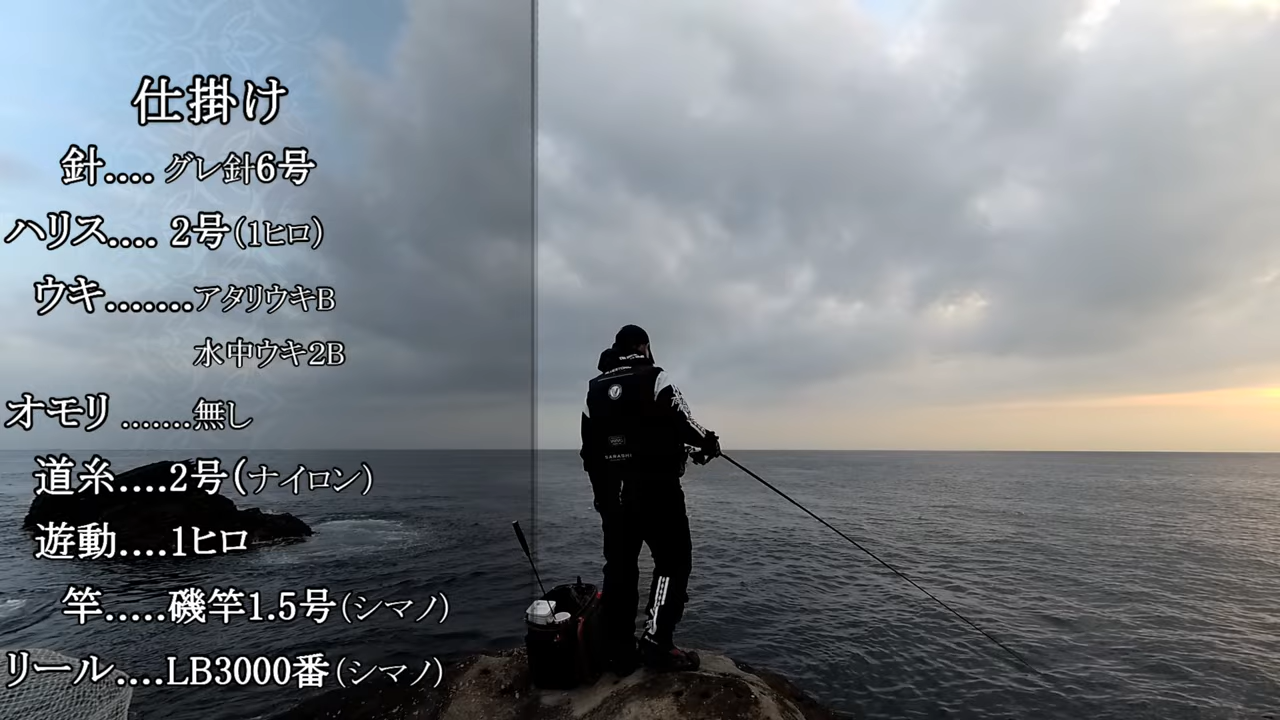 仕掛け
針....グレ針6号
ハリス....2号(1ヒロ)
ウキ.......アタリウキB
水中ウキ2B
オモリ.......無し
道糸....2号(ナイロン)
遊動....1ヒロ
竿.....磯竿1.5号(シマノ)
リール....LB3000番(シマノ)